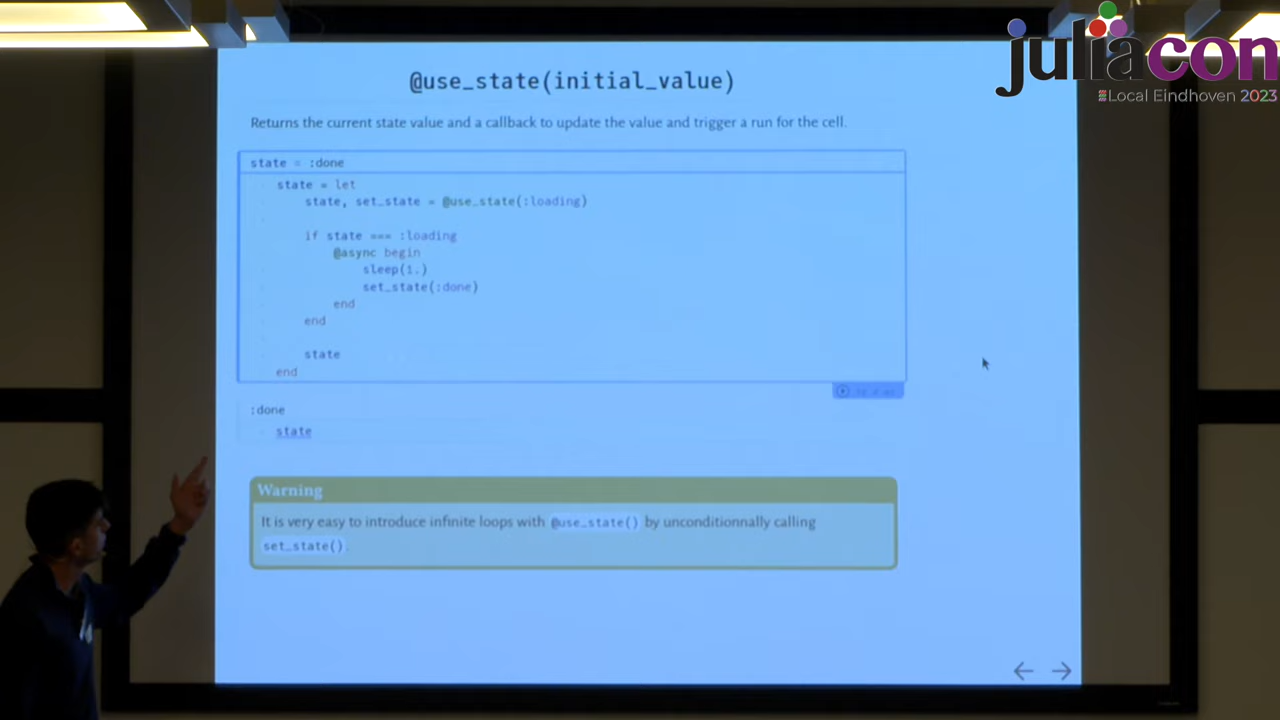 juliacon
Local Eindhoven 2023
@use_state(initial_value)
Returns the current state value and a callback to update the value and trigger a run for the cell.
state = :done
state = let
state, set_state = @use_state(:loading)
if state === :loading
@async begin
sleep(1.)
set_state(:done)
end
end
state
end
:done
state
Warning
It is very easy to introduce infinite loops with @use_state() by unconditionnally calling
set_state().